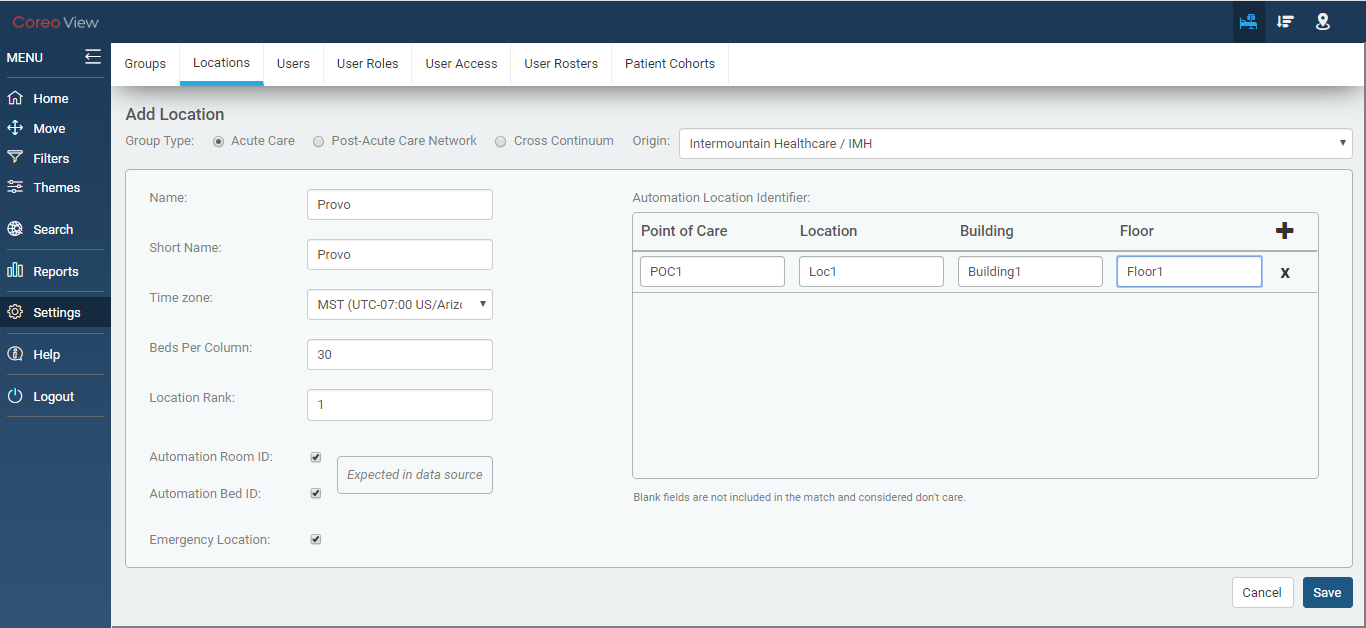 Coreo View
MENU
Home
Move
Filters
Themes
Search
Reports
Settings
Help
Logout
Groups Locations Users User Roles User Access User Rosters Patient Cohorts
Add Location
Group Type: Acute Care Post-Acute Care Network Cross Continuum Origin: Intermountain Healthcare / IMH
Name: Provo
Short Name: Provo
Time zone: MST (UTC-07:00 US/Ariz
Beds Per Column: 30
Location Rank: 1
Automation Room ID:
Automation Bed ID:
Expected in data source
Emergency Location:
Automation Location Identifier:
Point of Care Location Building Floor
POC1 Loc1 Building1 Floor1 x
Blank fields are not included in the match and considered don't care.
Cancel Save